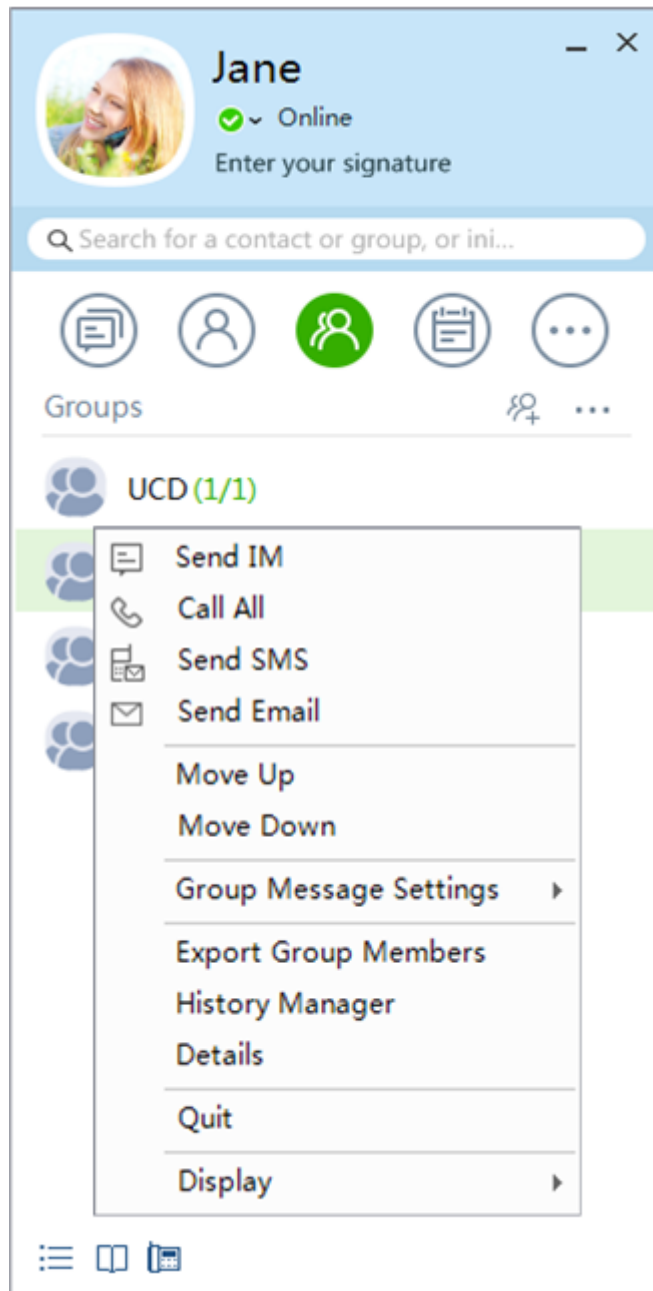 Jane
Online
Enter your signature
Search for a contact or group, or ini...
Groups
UCD (1/1)
Send IM
Call All
Send SMS
Send Email
Move Up
Move Down
Group Message Settings
Export Group Members
History Manager
Details
Quit
Display